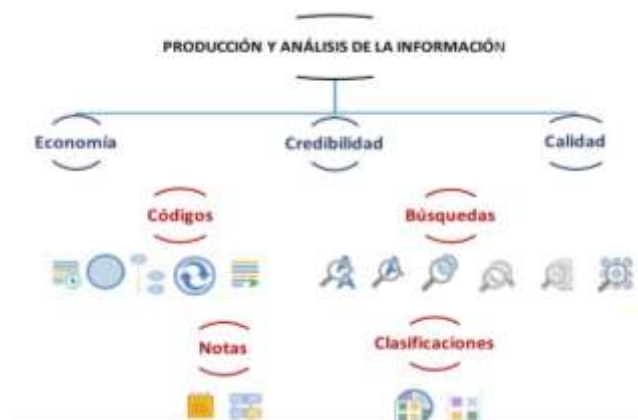 PRODUCCIÓN Y ANÁLISIS DE LA INFORMACIÓN
Economía
Credibilidad
Calidad
Códigos
Búsquedas
Notas
Clasificaciones